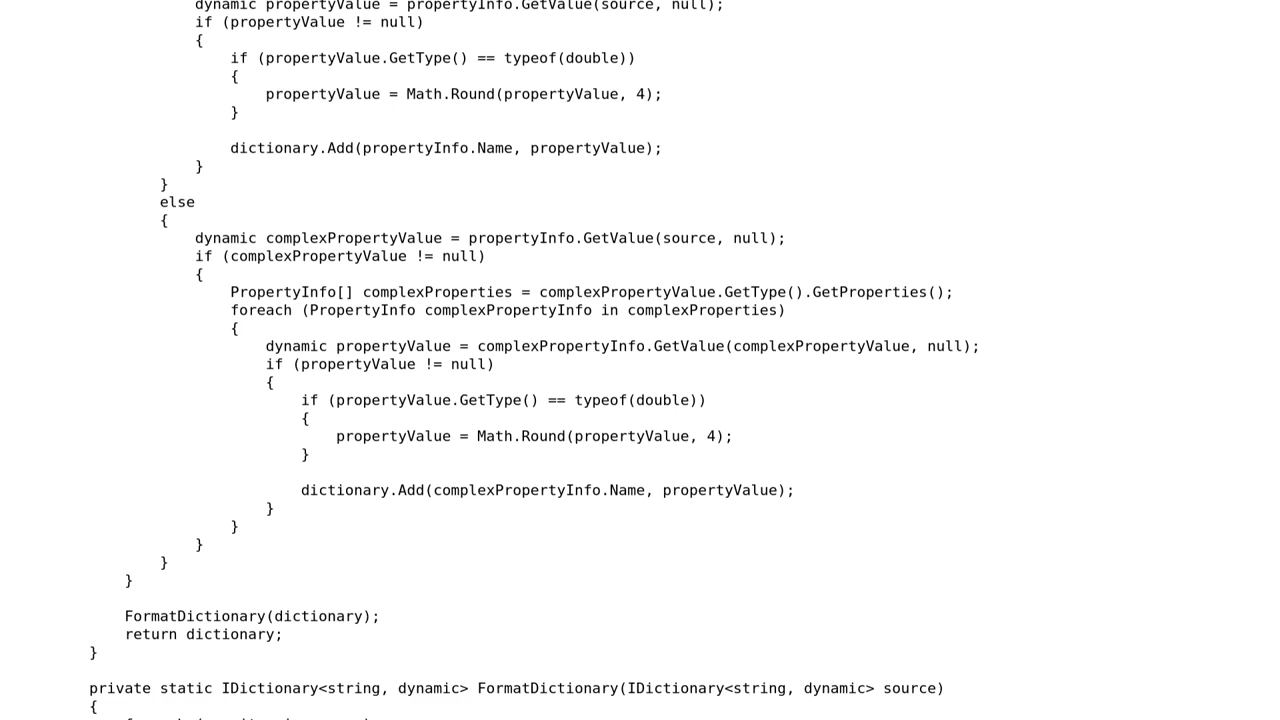 dynamic propertyValue = propertyInfo.GetValue(source, null);
if (propertyValue != null)
{
if (propertyValue.GetType() == typeof(double))
{
propertyValue = Math.Round(propertyValue, 4);
}
dictionary.Add(propertyInfo.Name, propertyValue);
}
}
else
{
dynamic complexPropertyValue = propertyInfo.GetValue(source, null);
if (complexPropertyValue != null)
{
PropertyInfo[] complexProperties = complexPropertyValue.GetType().GetProperties();
foreach (PropertyInfo complexPropertyInfo in complexProperties)
{
dynamic propertyValue = complexPropertyInfo.GetValue(complexPropertyValue, null);
if (propertyValue != null)
{
if (propertyValue.GetType() == typeof(double))
{
propertyValue = Math.Round(propertyValue, 4);
}
dictionary.Add(complexPropertyInfo.Name, propertyValue);
}
}
}
}
}
FormatDictionary(dictionary);
return dictionary;
}
private static IDictionary<string, dynamic> FormatDictionary(IDictionary<string, dynamic> source)
{